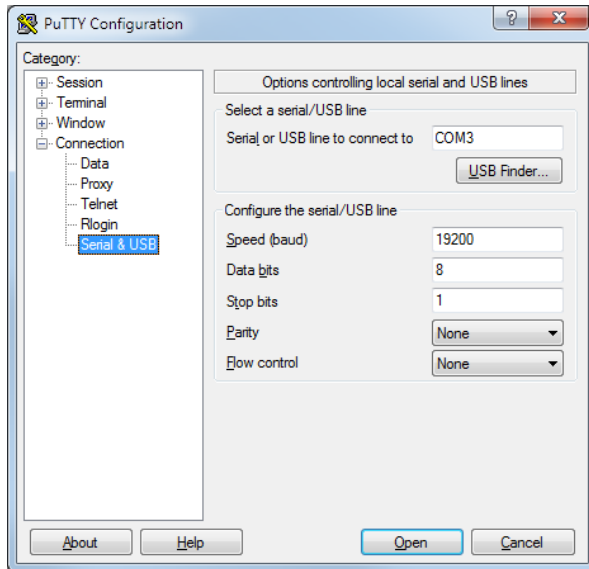 PuTTY Configuration
Category:
Session
Terminal
Window
Connection
Data
Proxy
Telnet
Rlogin
Serial & USB
Options controlling local serial and USB lines
Select a serial/USB line
Serial or USB line to connect to COM3
USB Finder...
Configure the serial/USB line
Speed (baud) 19200
Data bits 8
Stop bits 1
Parity None
Flow control None
About Help Open Cancel